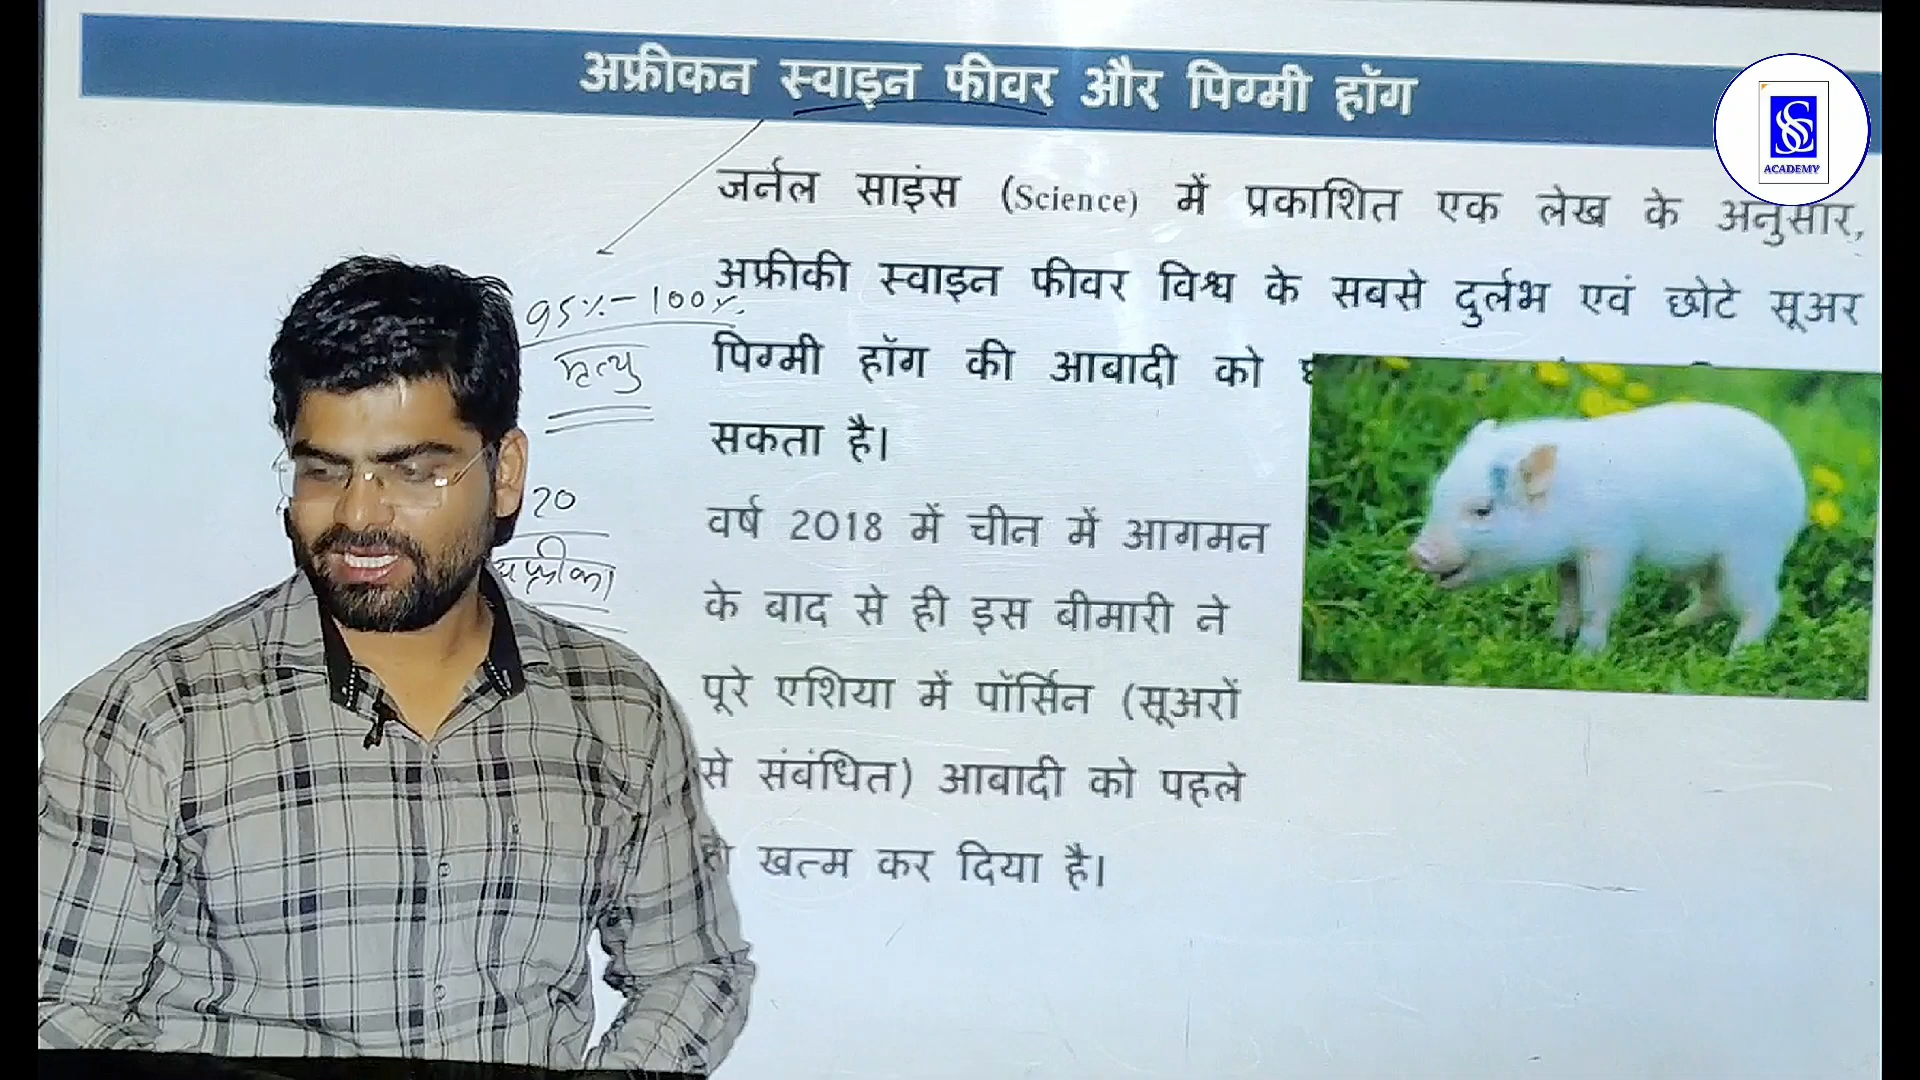 अफ्रीकन स्वाइन फीवर और पिग्मी हॉग
ACADEMY
जर्नल साइंस (Science) में प्रकाशित एक लेख के अनुसार,
अफ्रीकी स्वाइन फीवर विश्व के सबसे दुर्लभ एवं छोटे सूअर
95%-100%
पिग्मी हॉग की आबादी को
मृत्यु
सकता है।
20
वर्ष 2018 में चीन में आगमन
के बाद से ही इस बीमारी ने
पूरे एशिया में पॉर्सिन (सूअरों
से संबंधित) आबादी को पहले
खत्म कर दिया है।